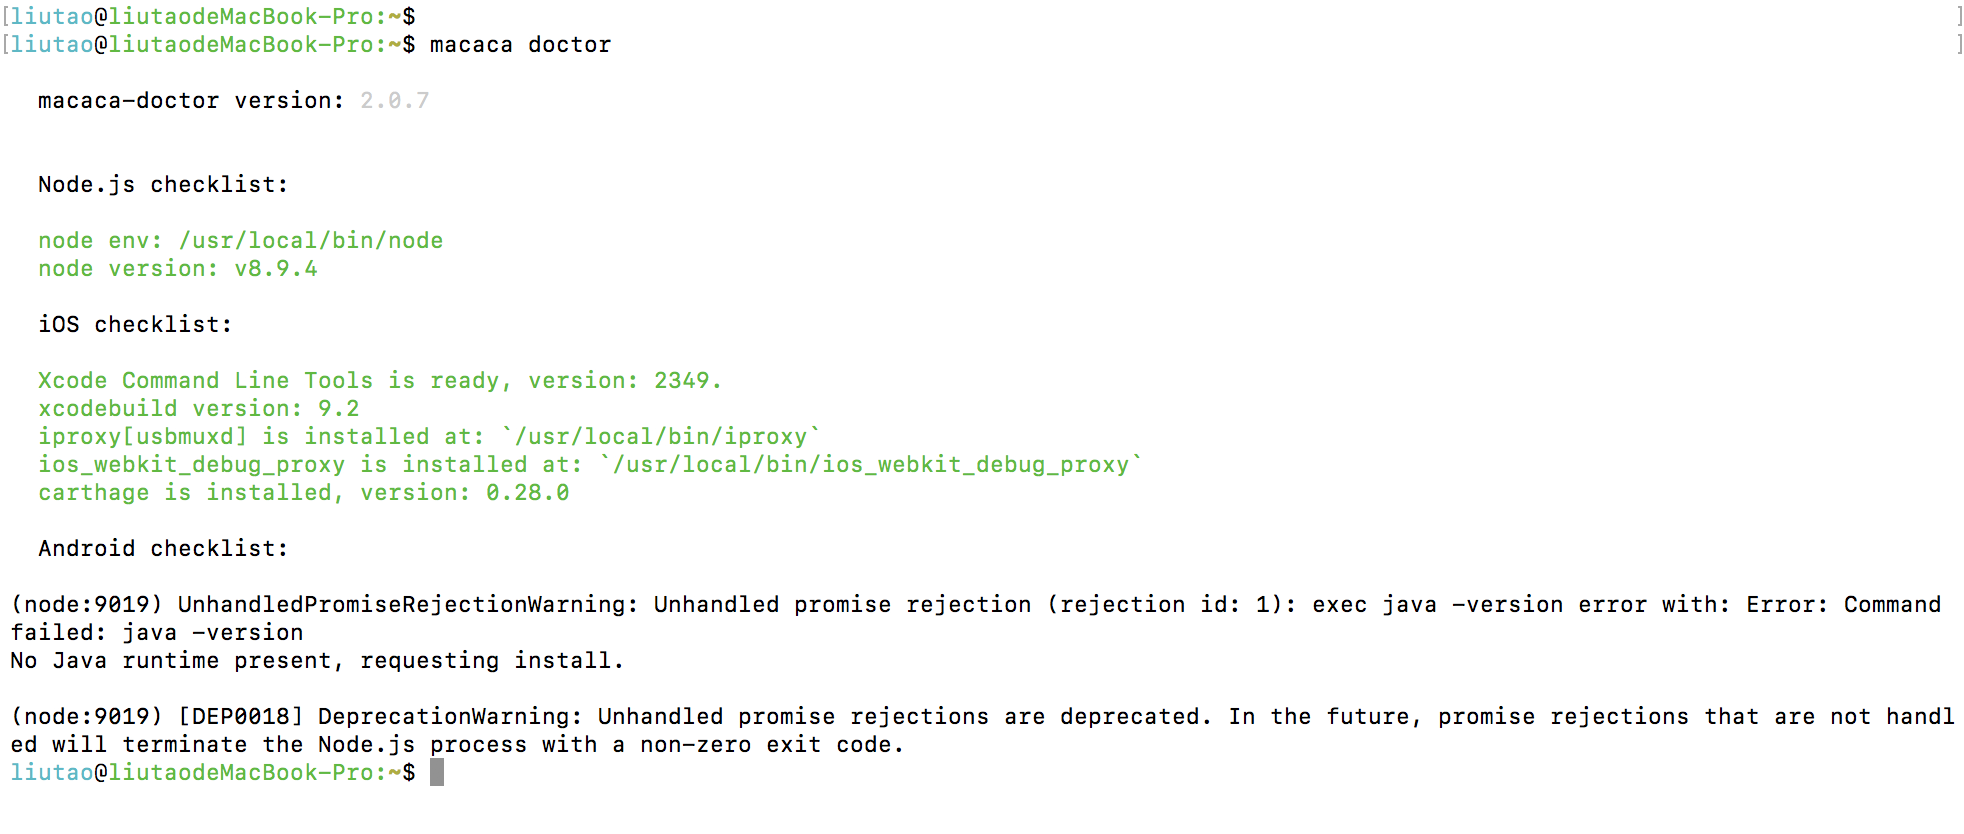 [liutao@liutaodeMacBook-Pro:~$ ]
[liutao@liutaodeMacBook-Pro:~$ macaca doctor ]
macaca-doctor version: 2.0.7
Node.js checklist:
node env: /usr/local/bin/node
node version: v8.9.4
iOS checklist:
Xcode Command Line Tools is ready, version: 2349.
xcodebuild version: 9.2
iproxy[usbmuxd] is installed at: `/usr/local/bin/iproxy`
ios_webkit_debug_proxy is installed at: `/usr/local/bin/ios_webkit_debug_proxy`
carthage is installed, version: 0.28.0
Android checklist:
(node:9019) UnhandledPromiseRejectionWarning: Unhandled promise rejection (rejection id: 1): exec java -version error with: Error: Command
failed: java -version
No Java runtime present, requesting install.
(node:9019) [DEP0018] DeprecationWarning: Unhandled promise rejections are deprecated. In the future, promise rejections that are not handl
ed will terminate the Node.js process with a non-zero exit code.
liutao@liutaodeMacBook-Pro:~$